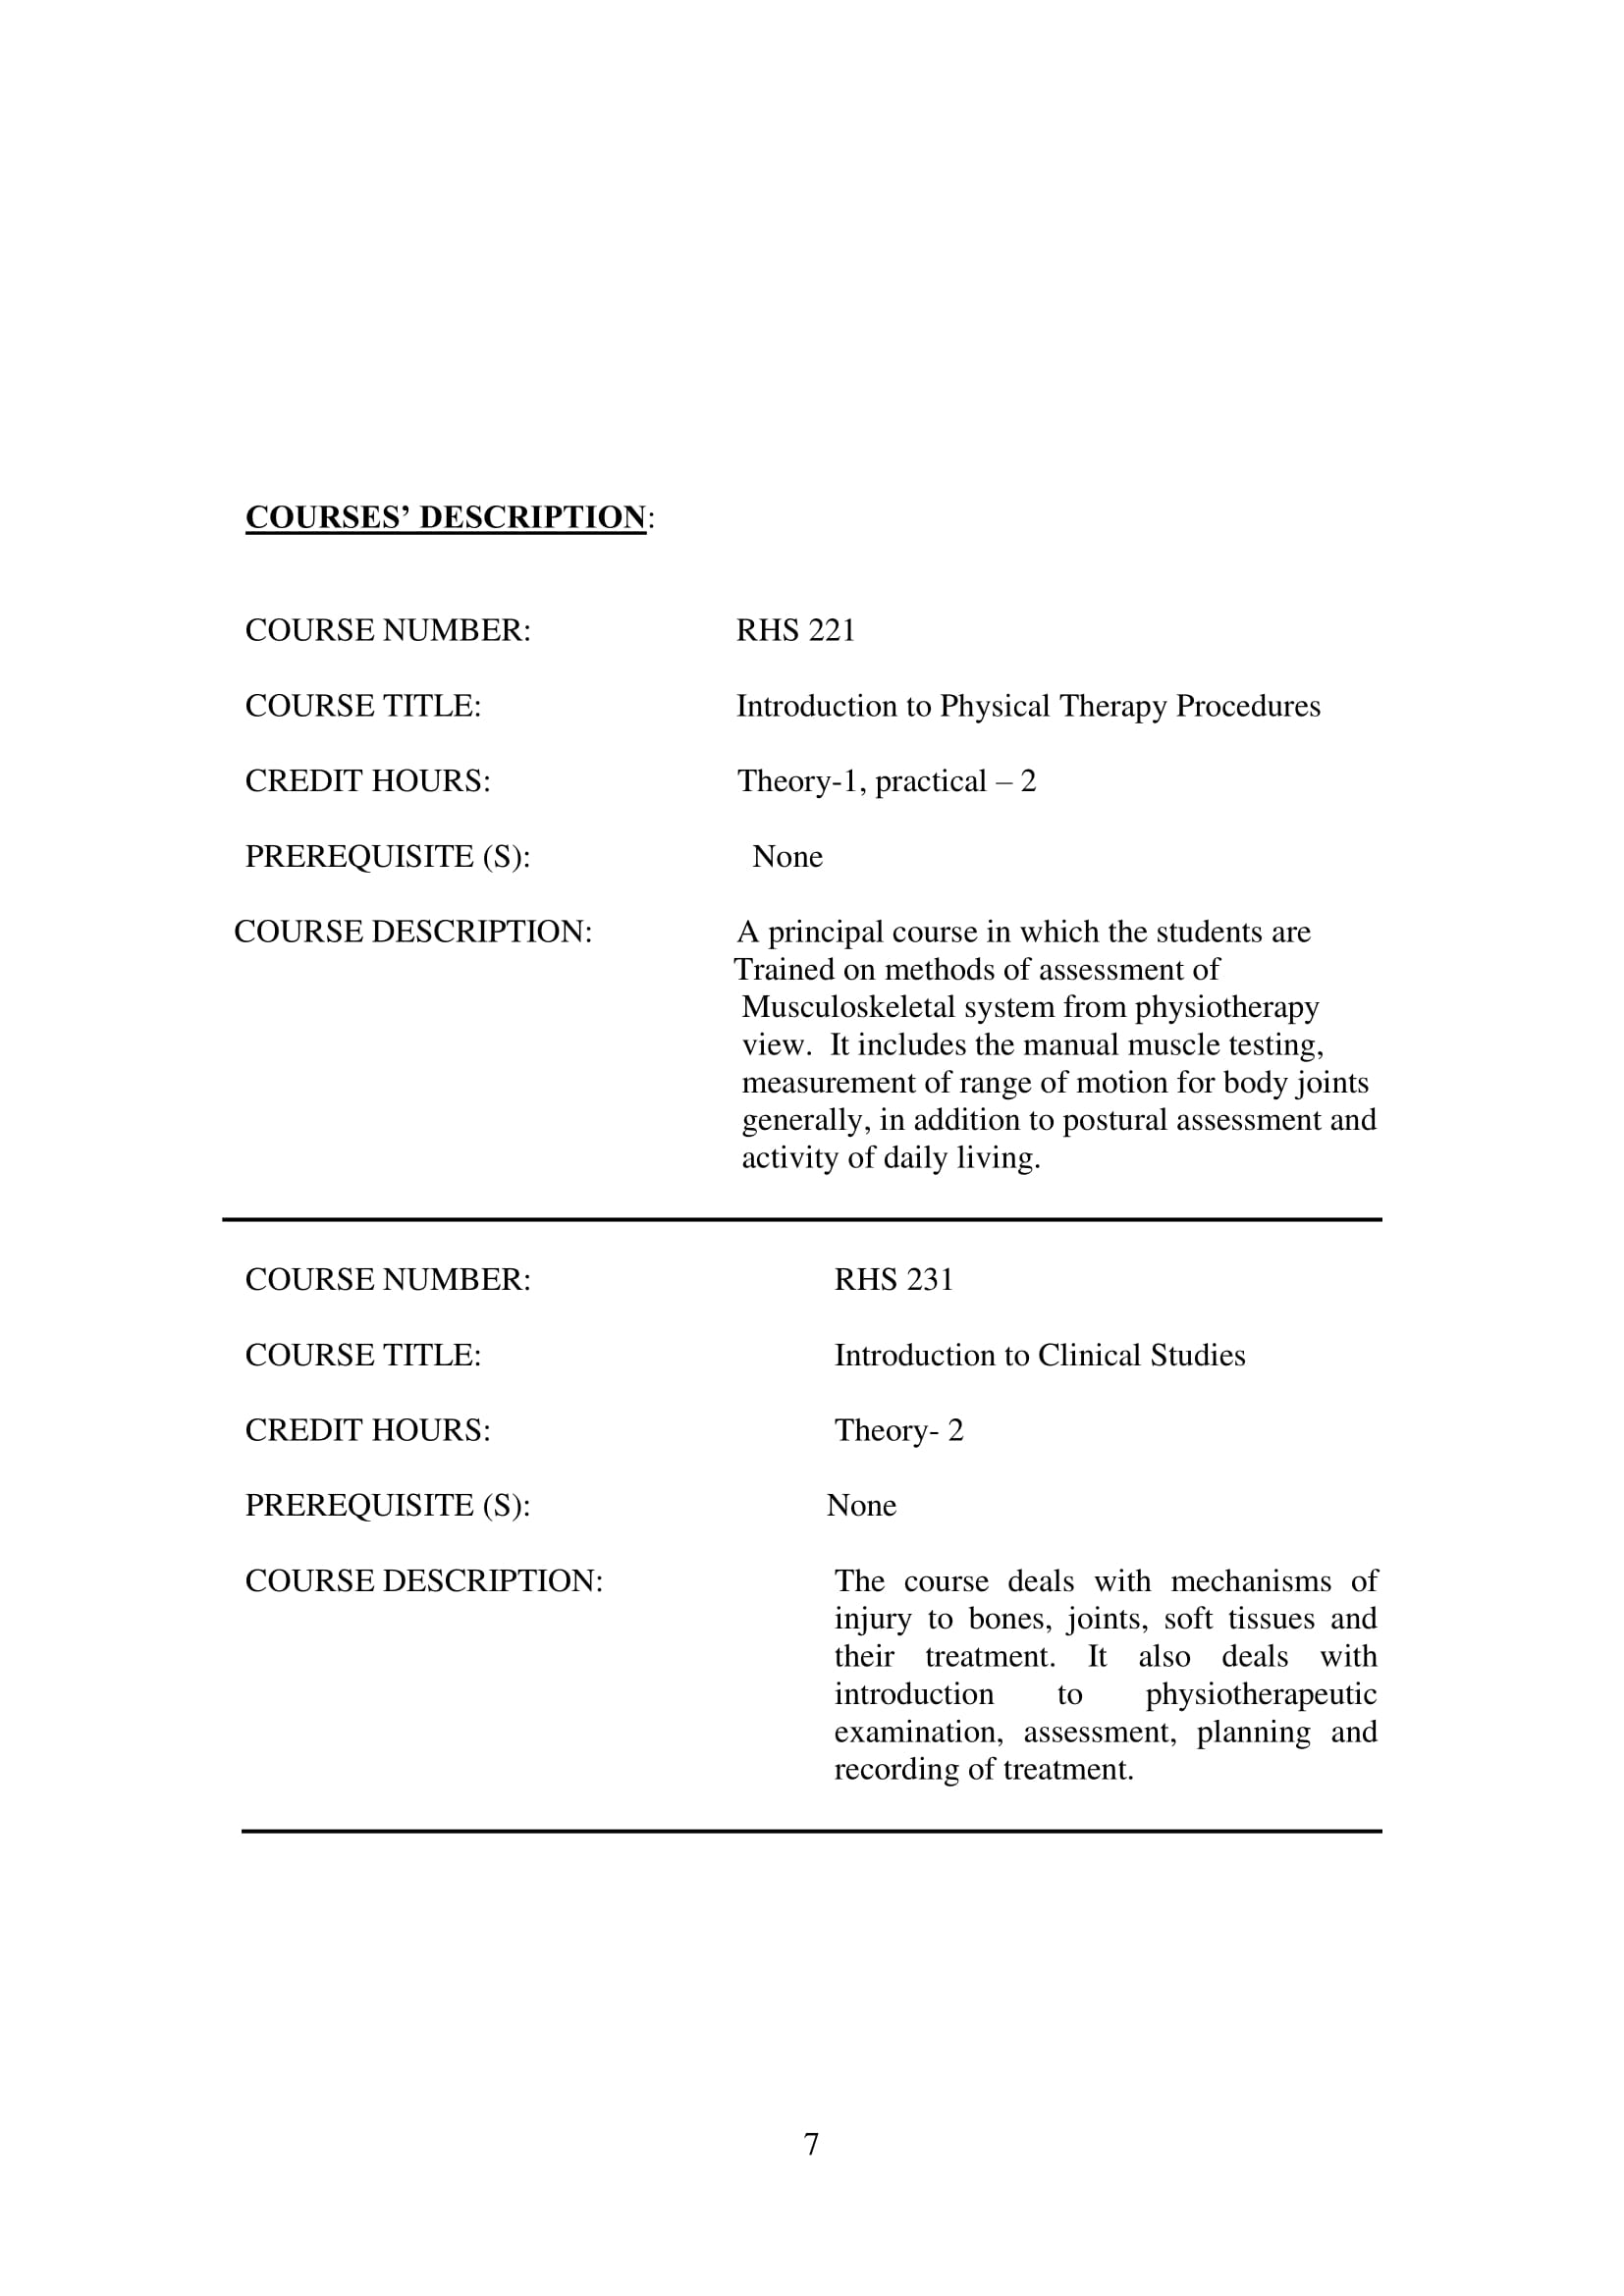 COURSES’ DESCRIPTION:
COURSE NUMBER: RHS 221
COURSE TITLE: Introduction to Physical Therapy Procedures
CREDIT HOURS: Theory-1, practical – 2
PREREQUISITE (S): None
COURSE DESCRIPTION: A principal course in which the students are
Trained on methods of assessment of
Musculoskeletal system from physiotherapy
view. It includes the manual muscle testing,
measurement of range of motion for body joints
generally, in addition to postural assessment and
activity of daily living.
COURSE NUMBER: RHS 231
COURSE TITLE: Introduction to Clinical Studies
CREDIT HOURS: Theory- 2
PREREQUISITE (S): None
COURSE DESCRIPTION: The course deals with mechanisms of
injury to bones, joints, soft tissues and
their treatment. It also deals with
introduction to physiotherapeutic
examination, assessment, planning and
recording of treatment.
7